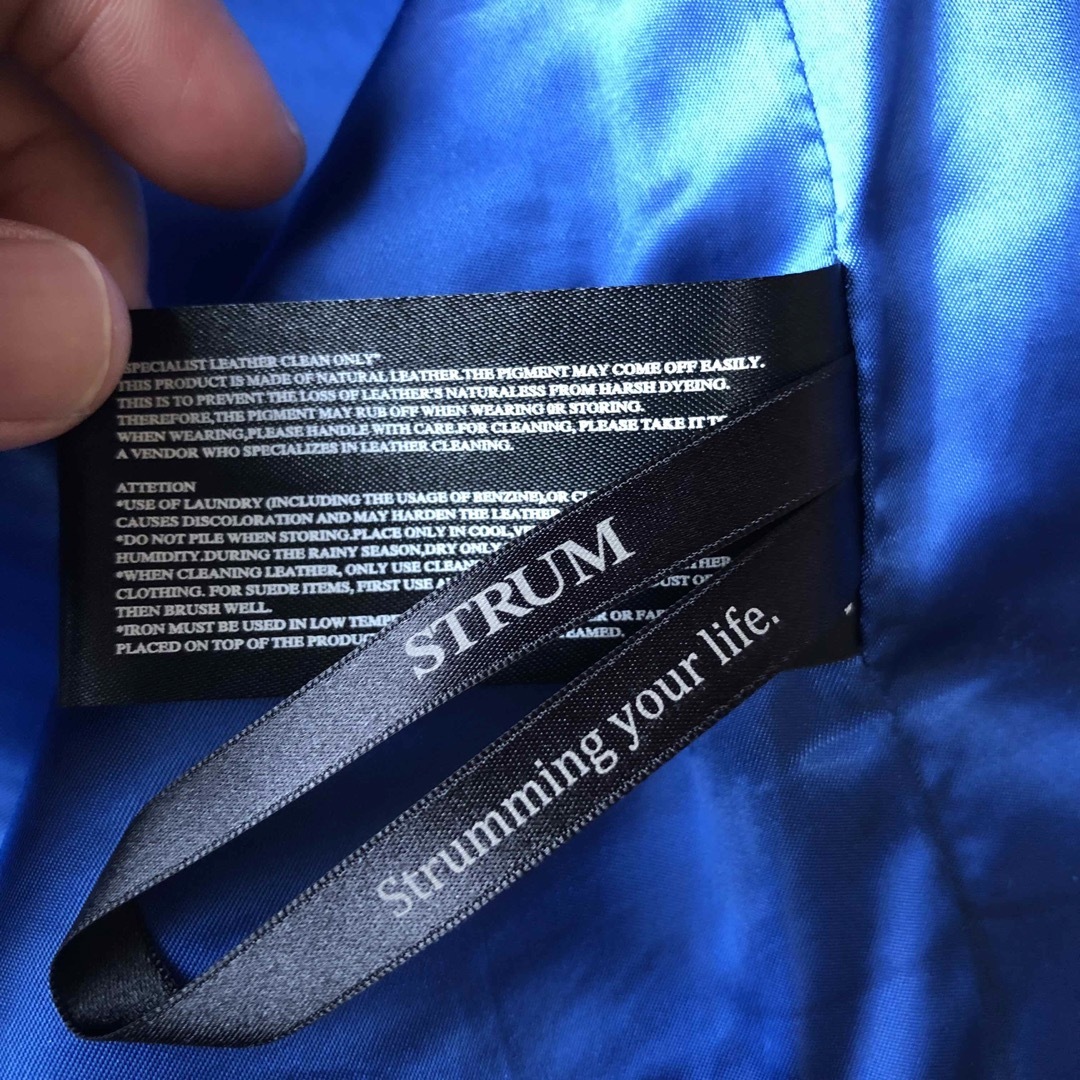 *SPECIALIST LEATHER CLEAN ONLY*
THIS PRODUCT IS MADE OF NATURAL LEATHER.THE PIGMENT MAY COME OFF EASILY.
THIS IS TO PREVENT THE LOSS OF LEATHER'S NATURALESS FROM HARSH DYEING.
THEREFORE,THE PIGMENT MAY RUB OFF WHEN WEARING OR STORING.
WHEN WEARING,PLEASE HANDLE WITH CARE.FOR CLEANING, PLEASE TAKE IT
A VENDOR WHO SPECIALIZES IN LEATHER CLEANING.
ATTETION
*USE OF LAUNDRY (INCLUDING THE USAGE OF BENZINE),OR
CAUSES DISCOLORATION AND MAY HARDEN THE LEATHER
*DO NOT PILE WHEN STORING.PLACE ONLY IN COOL,
HUMIDITY.DURING THE RAINY SEASON,DRY ONLY
*WHEN CLEANING LEATHER, ONLY USE
CLOTHING. FOR SUEDE ITEMS, FIRST USE
THEN BRUSH WELL.
*IRON MUST BE USED IN LOW OR
PLACED ON TOP OF THE
STRUM
Strumming your life.